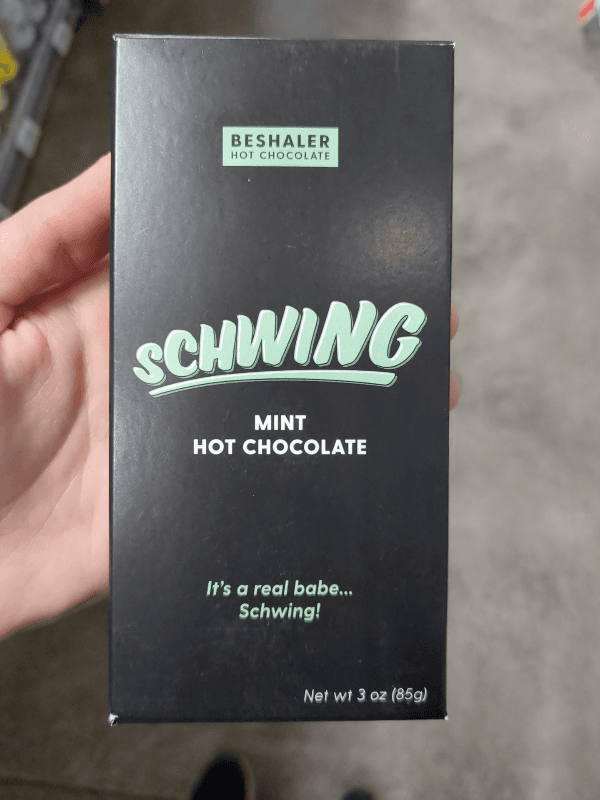 BESHALER
HOT CHOCOLATE
SCHWING
MINT
HOT CHOCOLATE
It's a real babe...
Schwing!
Net wt 3 oz (85g)